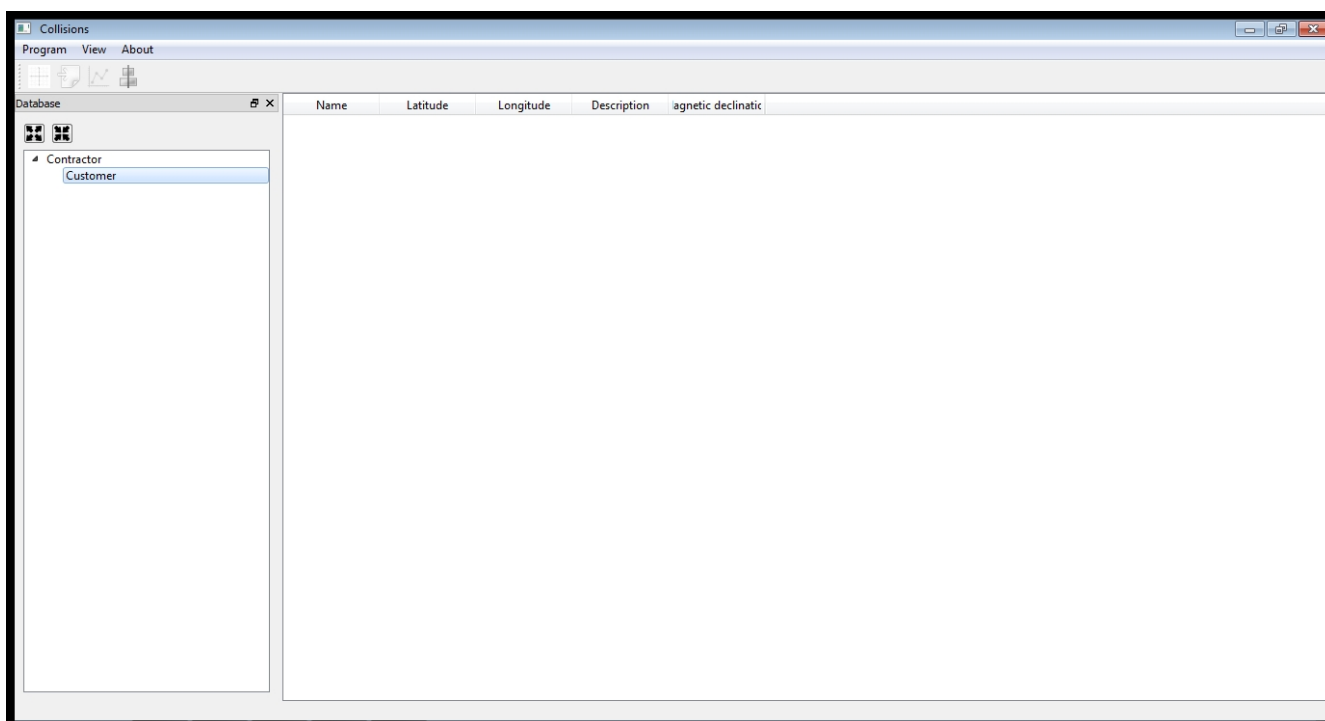 Collisions
Program View About
Database
Name Latitude Longitude Description agnetic declinatic
Contractor
Customer